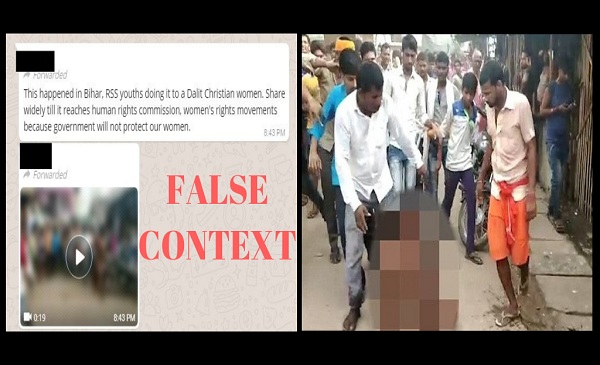 Forwarded
This happened in Bihar, RSS youths doing it to a Dalit Christian women. Share
widely till it reaches human rights commission, women's rights movements
because government will not protect our women.
8:43 PM
Forwarded
0:19
8:43 PM
FALSE
CONTEXT